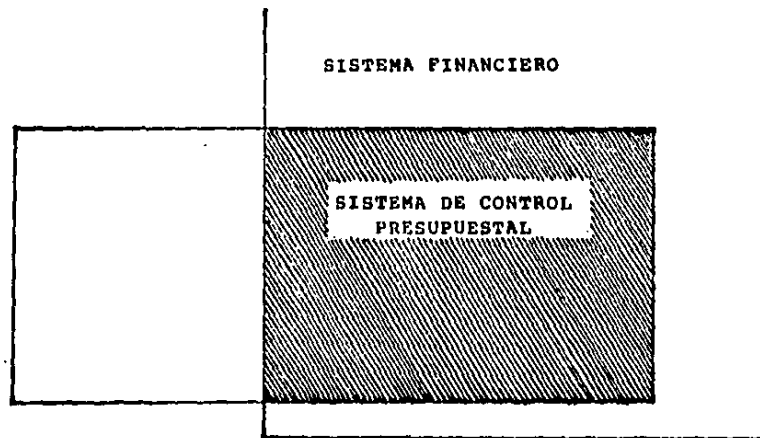 SISTEMA FINANCIERO
SISTEMA DE CONTROL
PRESUPUESTAL